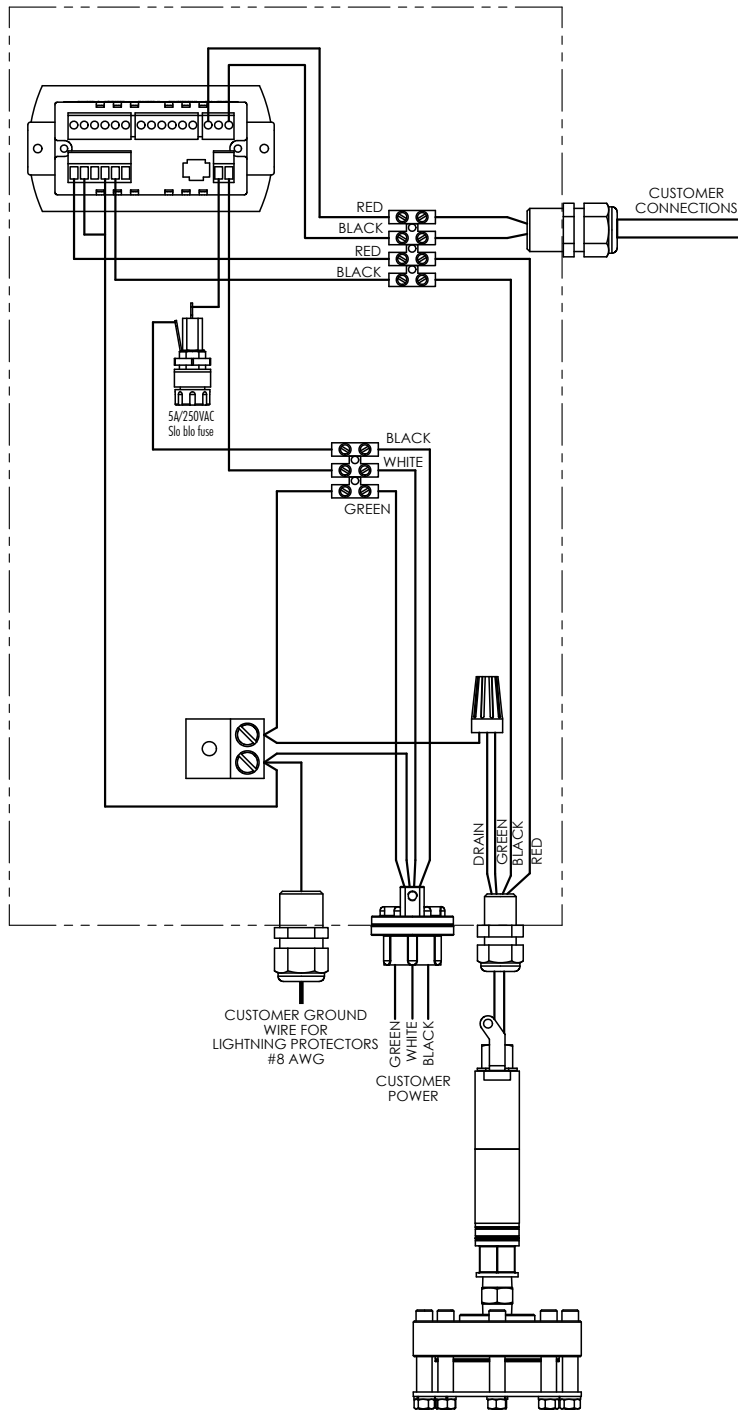 RED
BLACK
RED
BLACK
CUSTOMER
CONNECTIONS
5A/250VAC
Slo blo fuse
BLACK
WHITE
GREEN
DRAIN
GREEN
BLACK
RED
CUSTOMER GROUND
WIRE FOR
LIGHTNING PROTECTORS
#8 AWG
GREEN
WHITE
BLACK
CUSTOMER
POWER